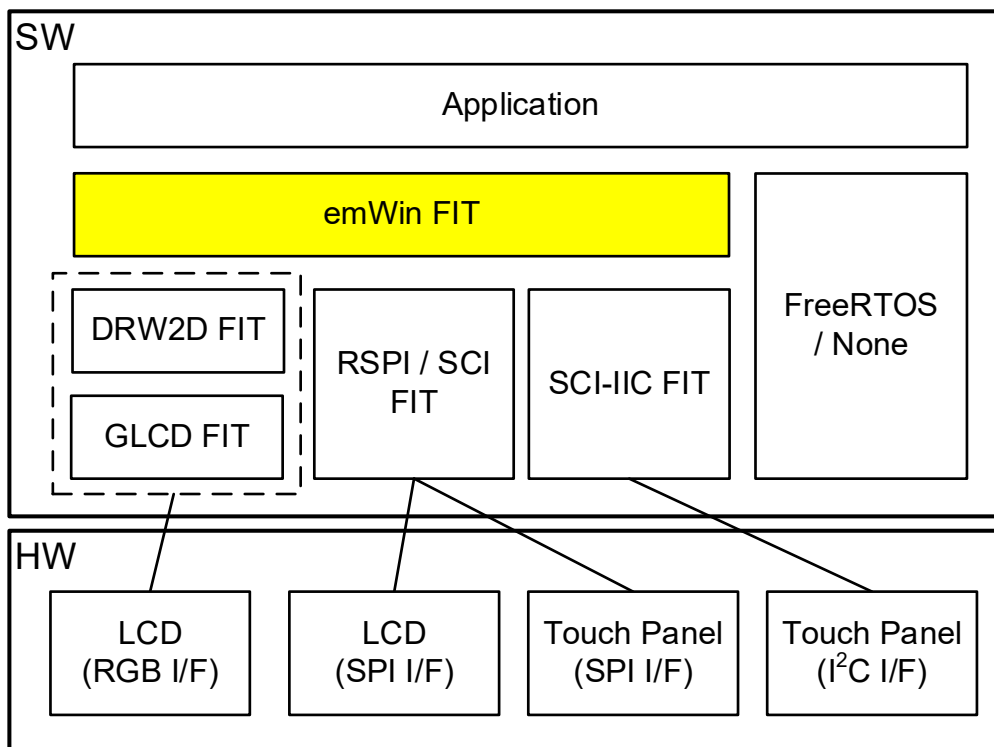 SW
Application
emWin FIT
DRW2D FIT
GLCD FIT
RSPI / SCI
FIT
SCI-IIC FIT
FreeRTOS
/ None
HW
LCD
(RGB I/F)
LCD
(SPI I/F)
Touch Panel
(SPI I/F)
Touch Panel
(I²C I/F)